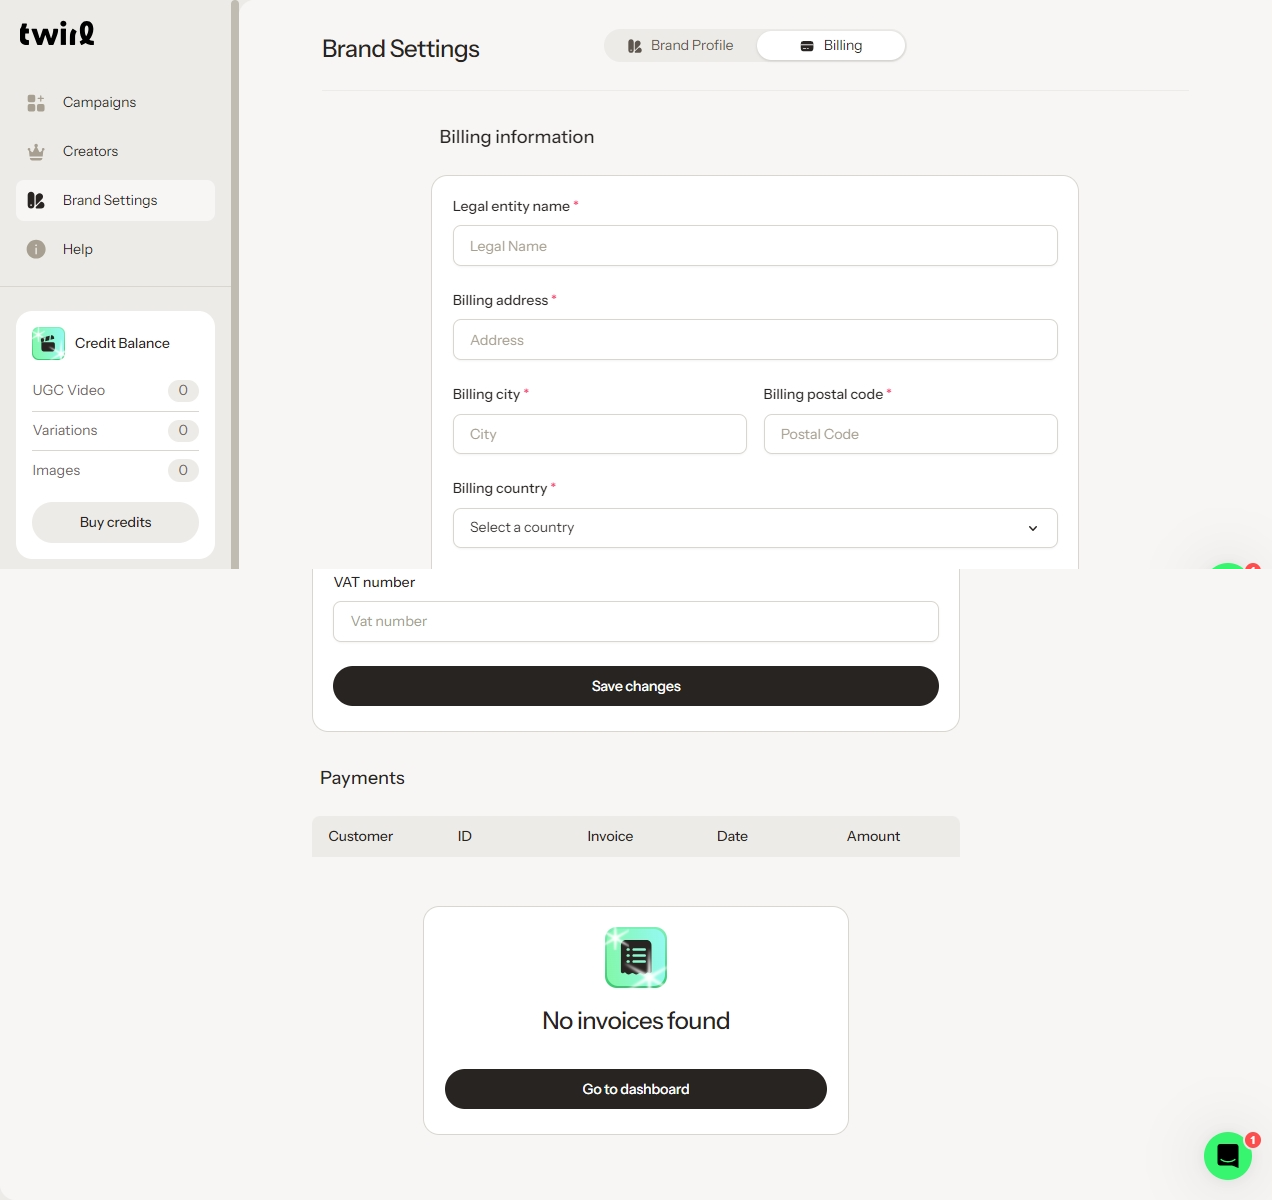 twirl
Campaigns
Creators
Brand Settings
Help
Credit Balance
UGC Video 0
Variations 0
Images 0
Buy credits
Brand Settings
Brand Profile
Billing
Billing information
Legal entity name *
Legal Name
Billing address *
Address
Billing city *
Billing postal code *
City
Postal Code
Billing country *
Select a country
VAT number
Vat number
Save changes
Payments
Customer ID Invoice Date Amount
No invoices found
Go to dashboard
1